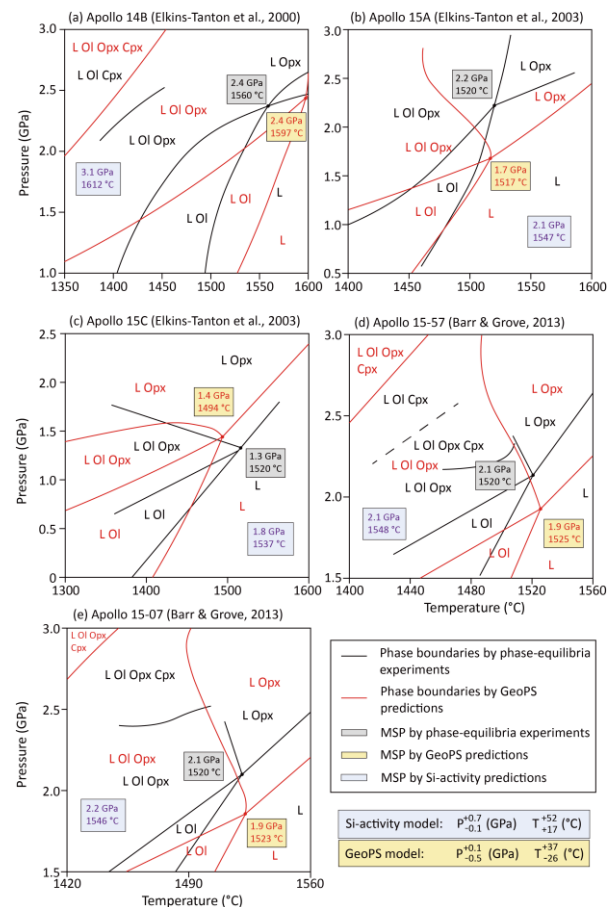 (a) Apollo 14B (Elkins-Tanton et al., 2000)
3.0
2.5
2.0
1.5
1.0
1350
1400
1450
1500
1550
1600
L Ol Opx Cpx
L Ol Cpx
L Opx
2.4 GPa
1560 °C
L Ol Opx
L Ol Opx
2.4 GPa
1597 °C
3.1 GPa
1612 °C
L Ol
L Ol
L
L
(b) Apollo 15A (Elkins-Tanton et al., 2003)
3.0
2.5
2.0
1.5
1.0
0.5
0
1400
1450
1500
1550
1600
L Opx
2.2 GPa
1520 °C
L Ol Opx
L Opx
L Ol Opx
1.7 GPa
1517 °C
L Ol
L
L Ol
L
2.1 GPa
1547 °C
Pressure (GPa)
(c) Apollo 15C (Elkins-Tanton et al., 2003)
2.5
2.0
1.5
1.0
0.5
0
1300
1400
1500
1600
L Opx
L Opx
1.4 GPa
1494 °C
L Ol Opx
1.3 GPa
1520 °C
L Ol Opx
L
L
L Ol
L Ol
1.8 GPa
1537 °C
Pressure (GPa)
(d) Apollo 15-57 (Barr & Grove, 2013)
3.0
2.5
2.0
1.5
1400
1440
1480
1520
1560
Temperature (°C)
L Ol Opx
Cpx
L Ol Cpx
L Opx
L Opx
L Ol Opx Cpx
L Ol Opx
L Ol Opx
2.1 GPa
1520 °C
2.1 GPa
1548 °C
L Ol
L
1.9 GPa
1525 °C
L Ol
L
(e) Apollo 15-07 (Barr & Grove, 2013)
3.0
2.5
2.0
1.5
1420
1490
1560
Temperature (°C)
Pressure (GPa)
L Ol Opx
Cpx
L Ol Opx Cpx
L Opx
L Opx
L Ol Opx
L Ol Opx
2.1 GPa
1520 °C
2.2 GPa
1546 °C
L Ol
L
1.9 GPa
1523 °C
L Ol
L
Phase boundaries by phase-equilibria
experiments
Phase boundaries by GeoPS
predictions
MSP by phase-equilibria experiments
MSP by GeoPS predictions
MSP by Si-activity predictions
Si-activity model: P +0.7 -0.1 (GPa) T +52 +17 (°C)
GeoPS model: P +0.1 -0.5 (GPa) T +37 -26 (°C)